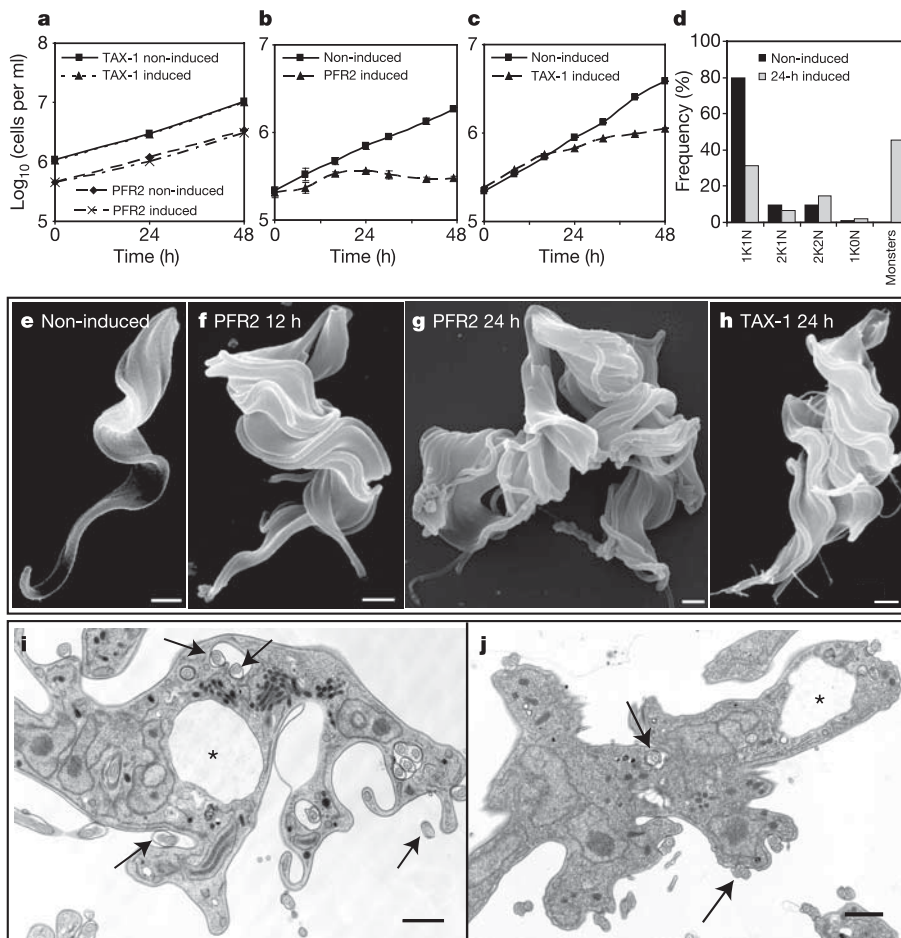 a
Log10 (cells per ml)
8
7
6
5
TAX-1 non-induced
TAX-1 induced
PFR2 non-induced
PFR2 induced
0
24
48
Time (h)
b
7
6
5
Non-induced
PFR2 induced
0
24
48
Time (h)
c
7
6
5
Non-induced
TAX-1 induced
0
24
48
Time (h)
d
Frequency (%)
100
80
60
40
20
0
Non-induced
24-h induced
1K1N
2K1N
2K2N
1K0N
Monsters
e Non-induced
f PFR2 12 h
g PFR2 24 h
h TAX-1 24 h
i
*
j
*